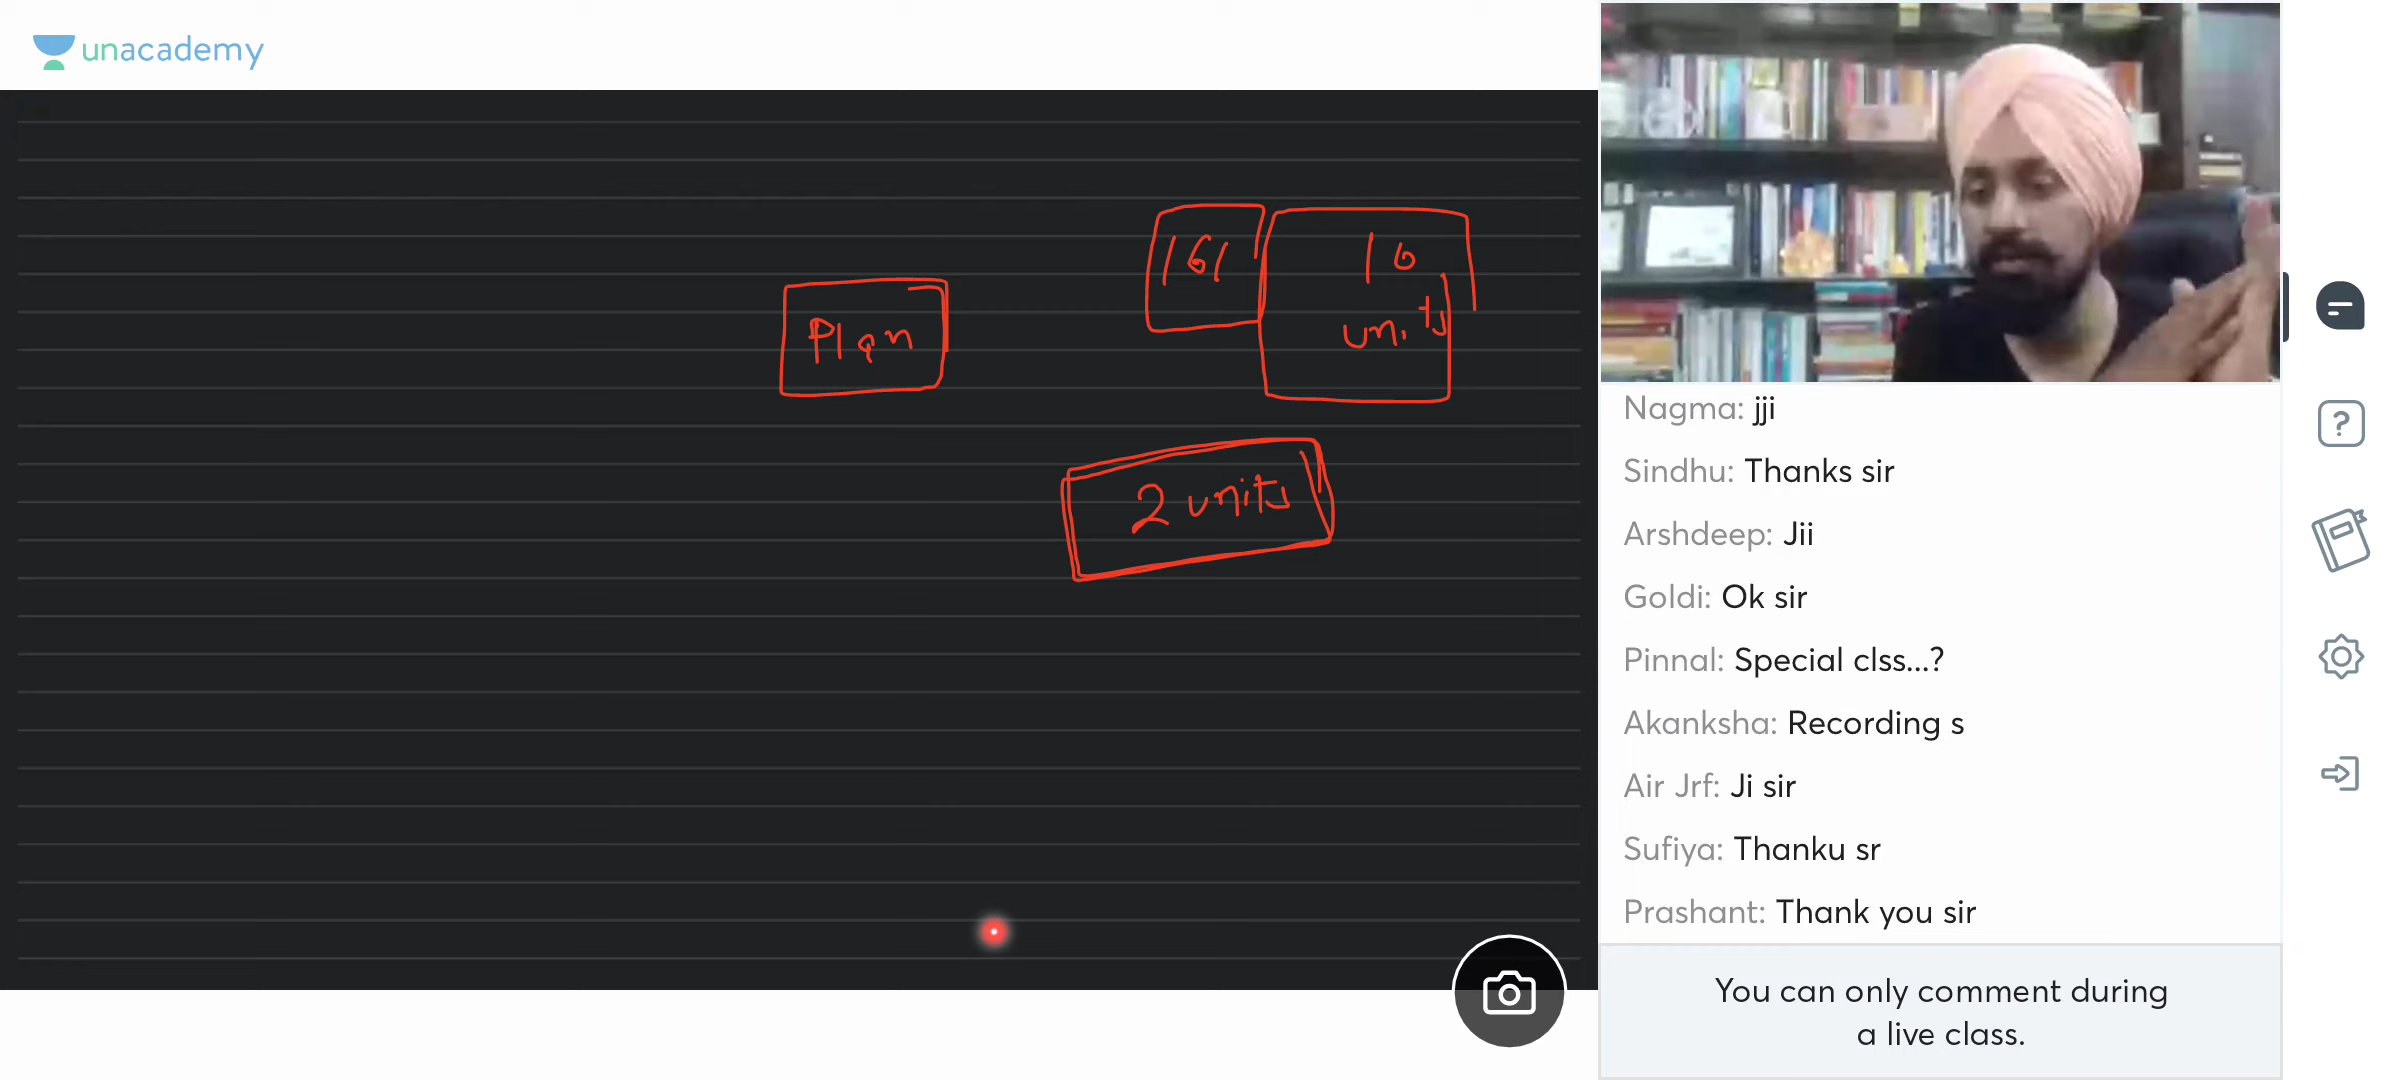 unacademy
Plan
161
10
units
2 units
Nagma: jji
Sindhu: Thanks sir
Arshdeep: Jii
Goldi: Ok sir
Pinnal: Special clss...?
Akanksha: Recording s
Air Jrf: Ji sir
Sufiya: Thanku sr
Prashant: Thank you sir
You can only comment during
a live class.